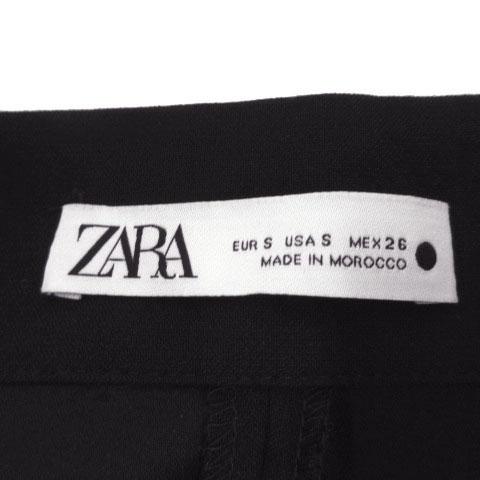 ZARA
EUR S USA S MEX 26
MADE IN MOROCCO